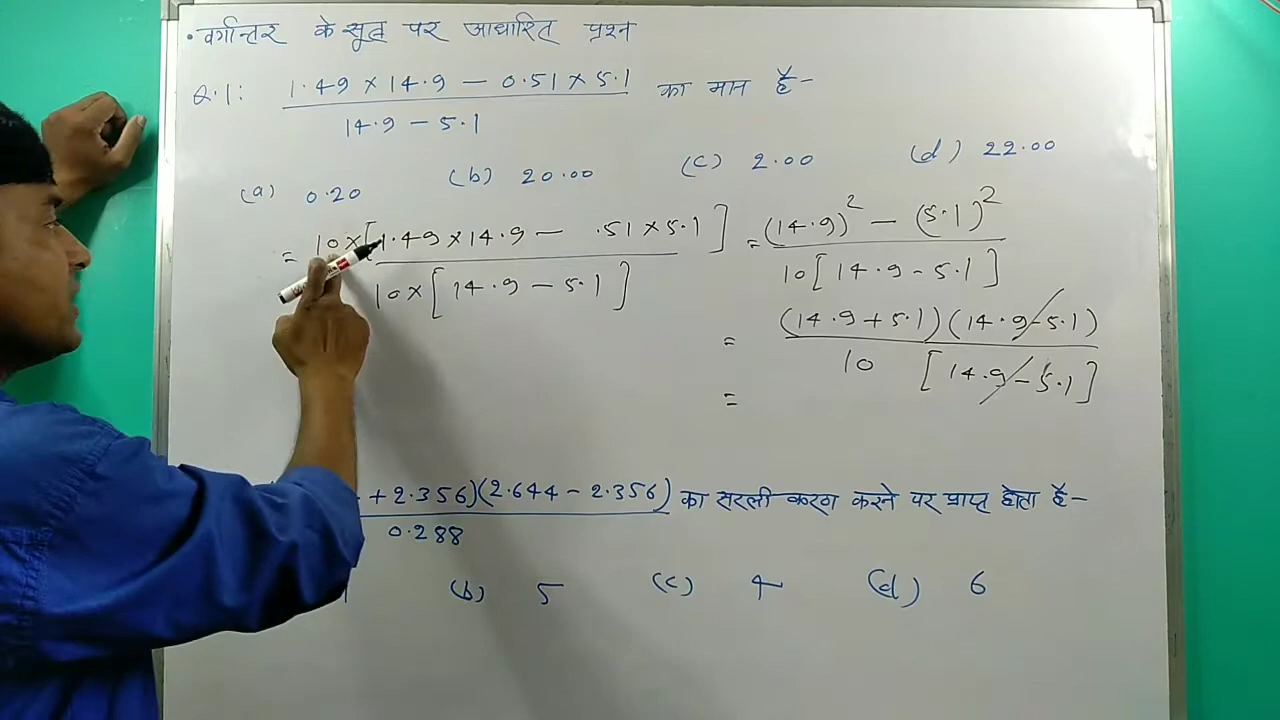 • वर्गान्तर के सूत्र पर आधारित प्रश्न
Q.1: (1.49 × 14.9 – 0.51 × 5.1) / (14.9 – 5.1) का मान है–
(a) 0.20 (b) 20.00 (c) 2.00 (d) 22.00
= 10×[1.49×14.9 – .51×5.1] / 10×[14.9 – 5.1] = (14.9)² – (5.1)² / 10[14.9 – 5.1]
= (14.9+5.1)(14.9–5.1) / 10 [14.9–5.1]
=
+2.356)(2.644–2.356) / 0.288 का सरलीकरण करने पर प्राप्त होता है–
(b) 5 (c) 4 (d) 6